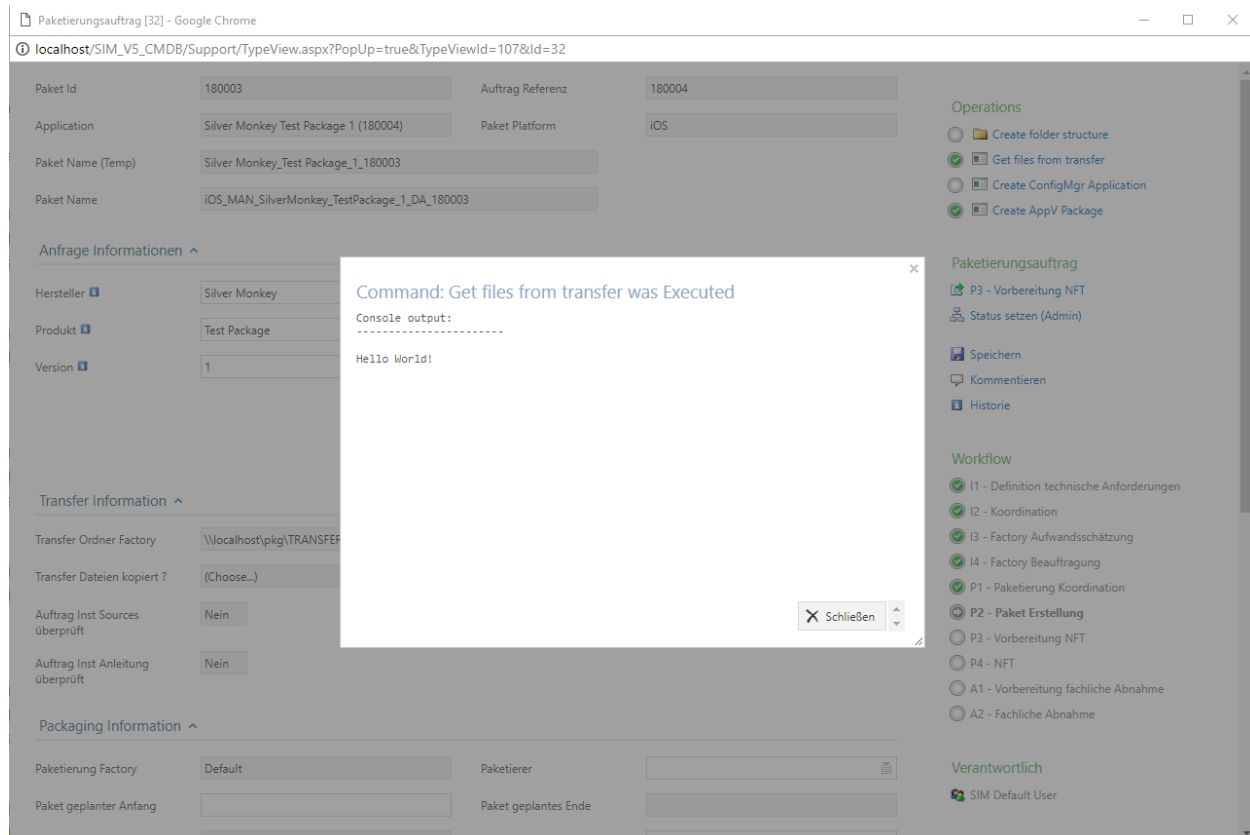 Paketierungsauftrag [32] - Google Chrome
localhost/SIM_V5_CMDB/Support/TypeView.aspx?PopUp=true&TypeViewId=107&Id=32
Paket Id 180003 Auftrag Referenz 180004
Application Silver Monkey Test Package 1 (180004) Paket Platform iOS
Paket Name (Temp) Silver Monkey_Test Package_1_180003
Paket Name iOS_MAN_SilverMonkey_TestPackage_1_DA_180003
Anfrage Informationen
Hersteller Silver Monkey
Produkt Test Package
Version 1
Transfer Information
Transfer Ordner Factory \\localhost\pkg\TRANSFER
Transfer Dateien kopiert ? (Choose...)
Auftrag Inst Sources Nein
überprüft
Auftrag Inst Anleitung Nein
überprüft
Packaging Information
Paketierung Factory Default Paketierer
Paket geplanter Anfang Paket geplantes Ende
Command: Get files from transfer was Executed
Console output:
-----------------------
Hello World!
Schließen
Operations
Create folder structure
Get files from transfer
Create ConfigMgr Application
Create AppV Package
Paketierungsauftrag
P3 - Vorbereitung NFT
Status setzen (Admin)
Speichern
Kommentieren
Historie
Workflow
I1 - Definition technische Anforderungen
I2 - Koordination
I3 - Factory Aufwandsschätzung
I4 - Factory Beauftragung
P1 - Paketierung Koordination
P2 - Paket Erstellung
P3 - Vorbereitung NFT
P4 - NFT
A1 - Vorbereitung fachliche Abnahme
A2 - Fachliche Abnahme
Verantwortlich
SIM Default User